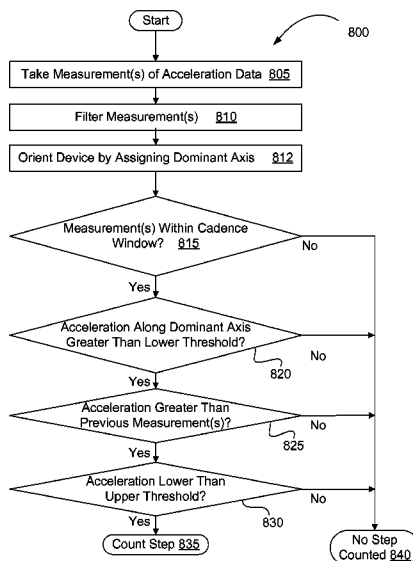 Start
800
Take Measurement(s) of Acceleration Data 805
Filter Measurement(s) 810
Orient Device by Assigning Dominant Axis 812
Measurement(s) Within Cadence
Window? 815
No
Yes
Acceleration Along Dominant Axis
Greater Than Lower Threshold?
No
820
Yes
Acceleration Greater Than
Previous Measurement(s)?
825
No
Yes
Acceleration Lower Than
Upper Threshold?
No
830
Yes
Count Step 835
No Step
Counted 840